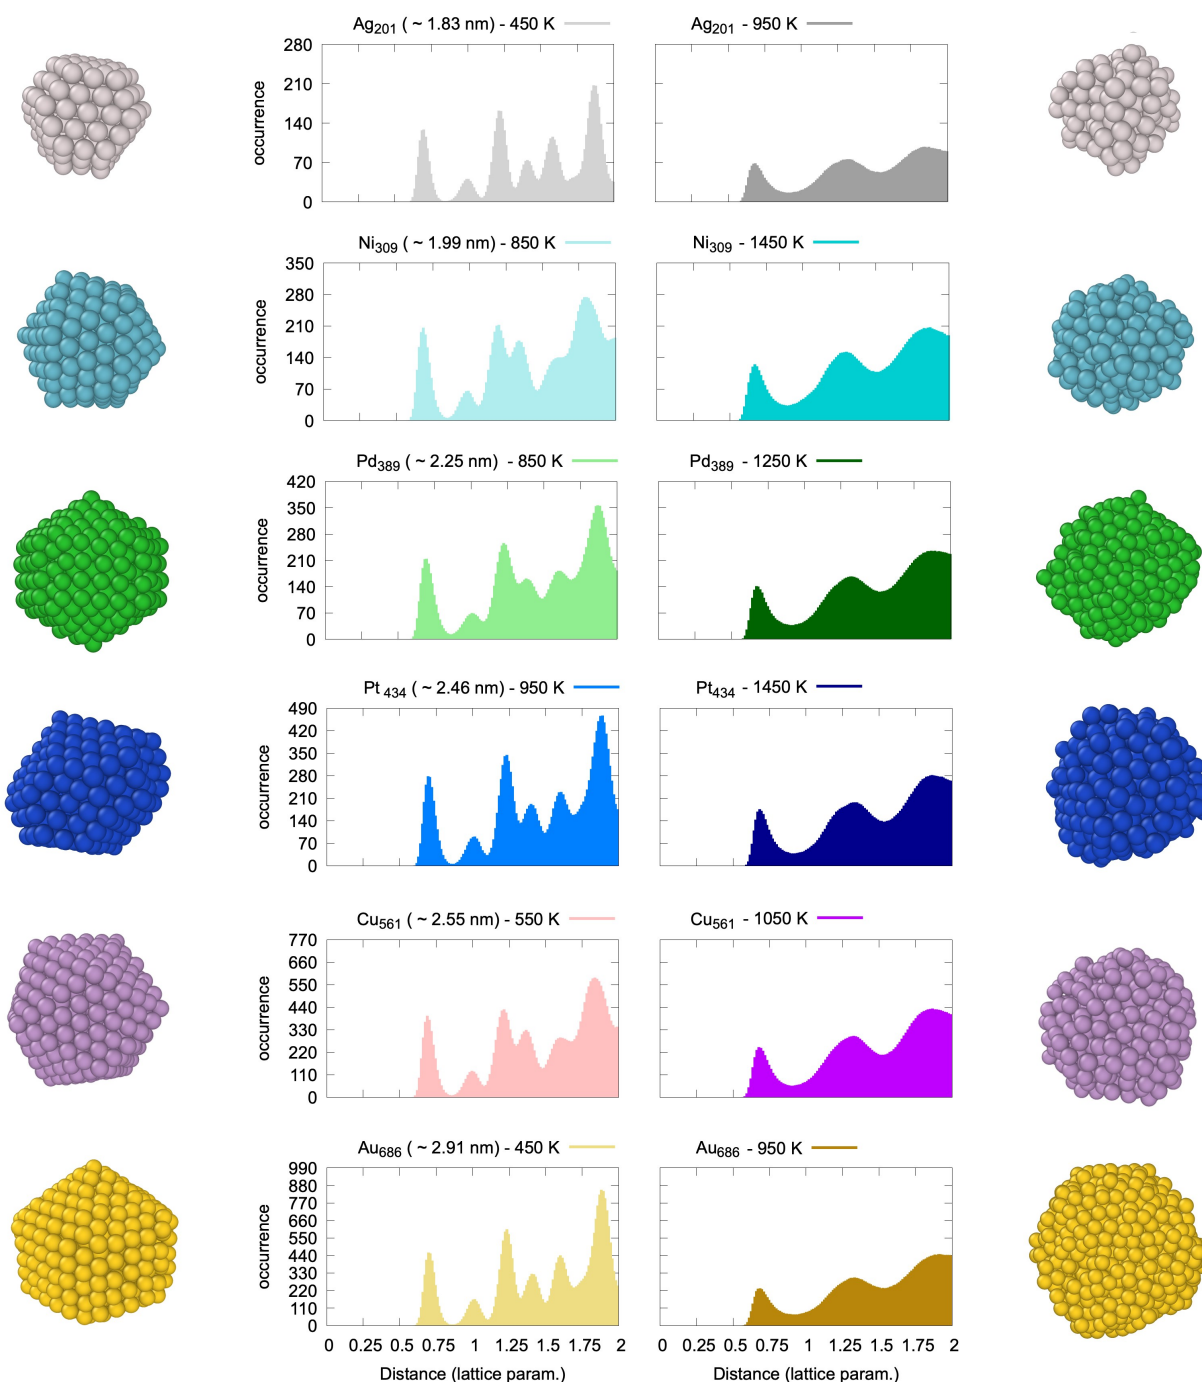 Ag201 ( ~ 1.83 nm) - 450 K
Ag201 - 950 K
280
210
140
70
0
occurrence
Ni309 ( ~ 1.99 nm) - 850 K
Ni309 - 1450 K
350
280
210
140
70
0
occurrence
Pd389 ( ~ 2.25 nm) - 850 K
Pd389 - 1250 K
420
350
280
210
140
70
0
occurrence
Pt 434 ( ~ 2.46 nm) - 950 K
Pt434 - 1450 K
490
420
350
280
210
140
70
0
occurrence
Cu561 ( ~ 2.55 nm) - 550 K
Cu561 - 1050 K
770
660
550
440
330
220
110
0
occurrence
Au686 ( ~ 2.91 nm) - 450 K
Au686 - 950 K
990
880
770
660
550
440
330
220
110
0
occurrence
0 0.25 0.5 0.75 1 1.25 1.5 1.75 2
0 0.25 0.5 0.75 1 1.25 1.5 1.75 2
Distance (lattice param.)
Distance (lattice param.)